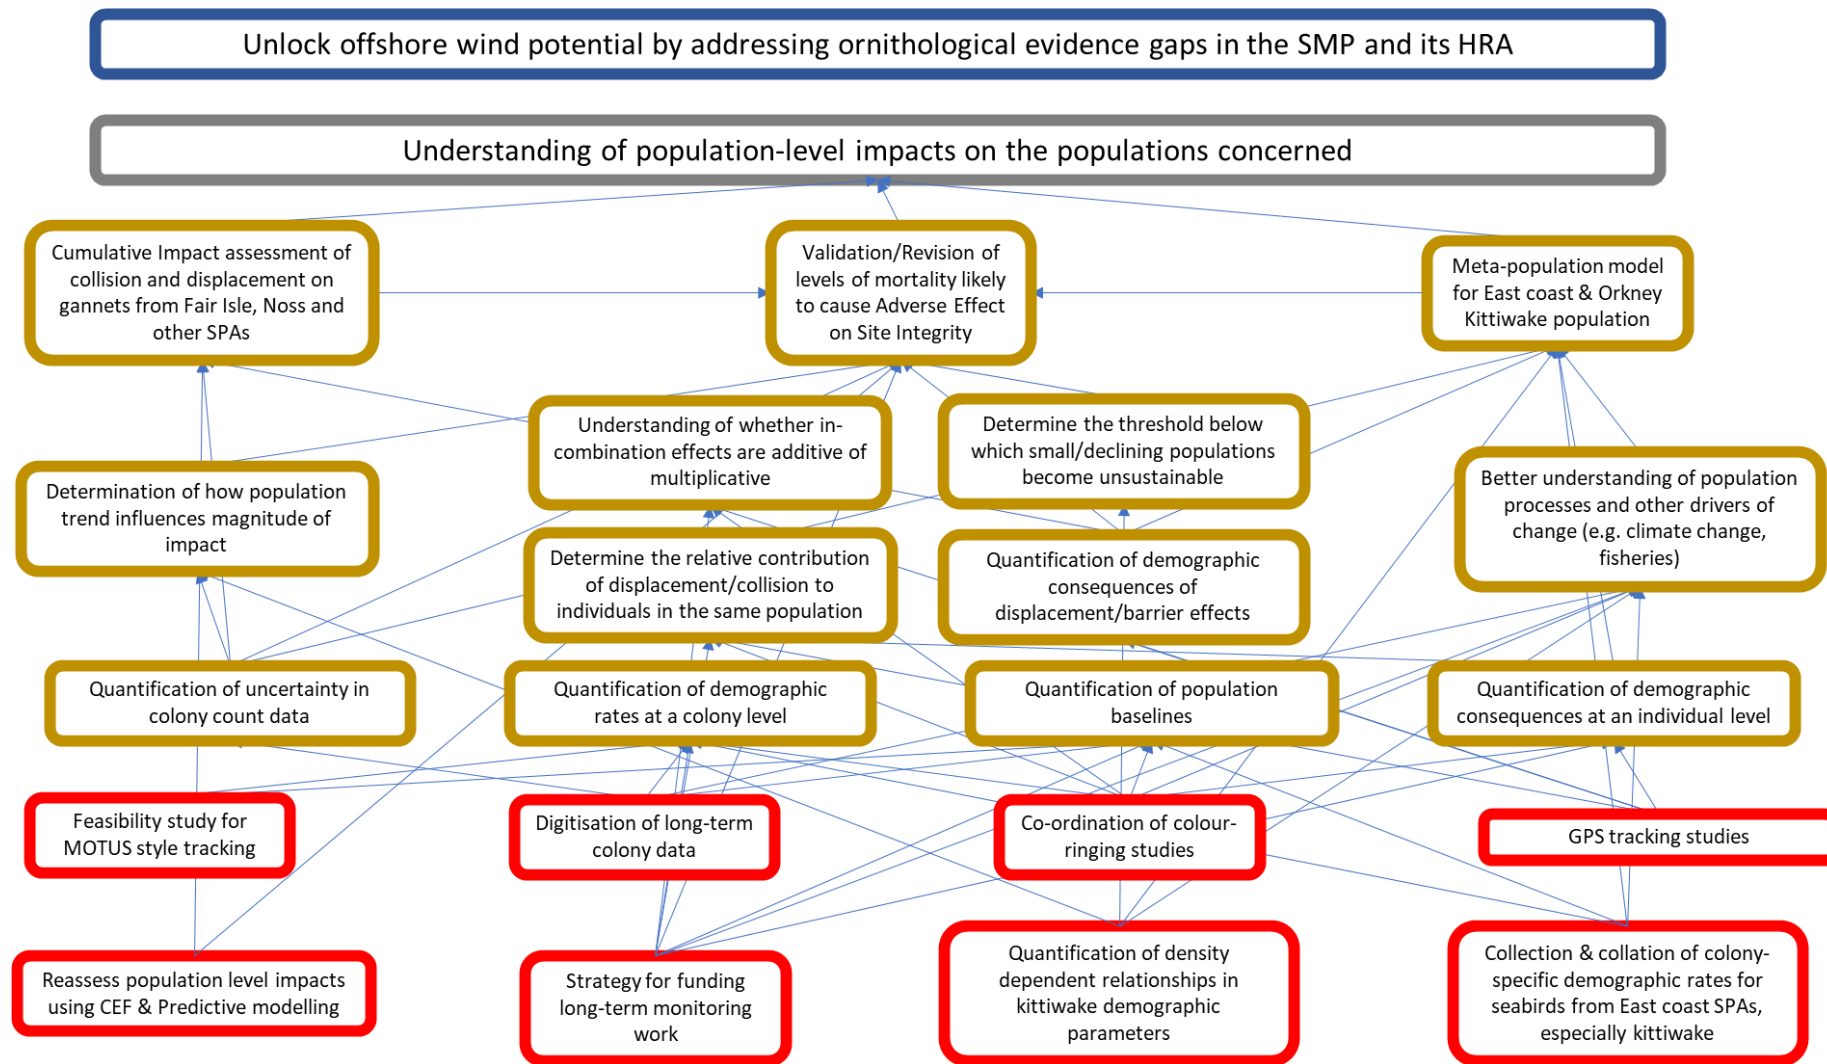 Unlock offshore wind potential by addressing ornithological evidence gaps in the SMP and its HRA
Understanding of population-level impacts on the populations concerned
Cumulative Impact assessment of
collision and displacement on
gannets from Fair Isle, Noss and
other SPAs
Validation/Revision of
levels of mortality likely
to cause Adverse Effect
on Site Integrity
Meta-population model
for East coast & Orkney
Kittiwake population
Understanding of whether in-
combination effects are additive of
multiplicative
Determine the threshold below
which small/declining populations
become unsustainable
Determination of how population
trend influences magnitude of
impact
Better understanding of population
processes and other drivers of
change (e.g. climate change,
fisheries)
Determine the relative contribution
of displacement/collision to
individuals in the same population
Quantification of demographic
consequences of
displacement/barrier effects
Quantification of uncertainty in
colony count data
Quantification of demographic
rates at a colony level
Quantification of population
baselines
Quantification of demographic
consequences at an individual level
Feasibility study for
MOTUS style tracking
Digitisation of long-term
colony data
Co-ordination of colour-
ringing studies
GPS tracking studies
Reassess population level impacts
using CEF & Predictive modelling
Strategy for funding
long-term monitoring
work
Quantification of density
dependent relationships in
kittiwake demographic
parameters
Collection & collation of colony-
specific demographic rates for
seabirds from East coast SPAs,
especially kittiwake